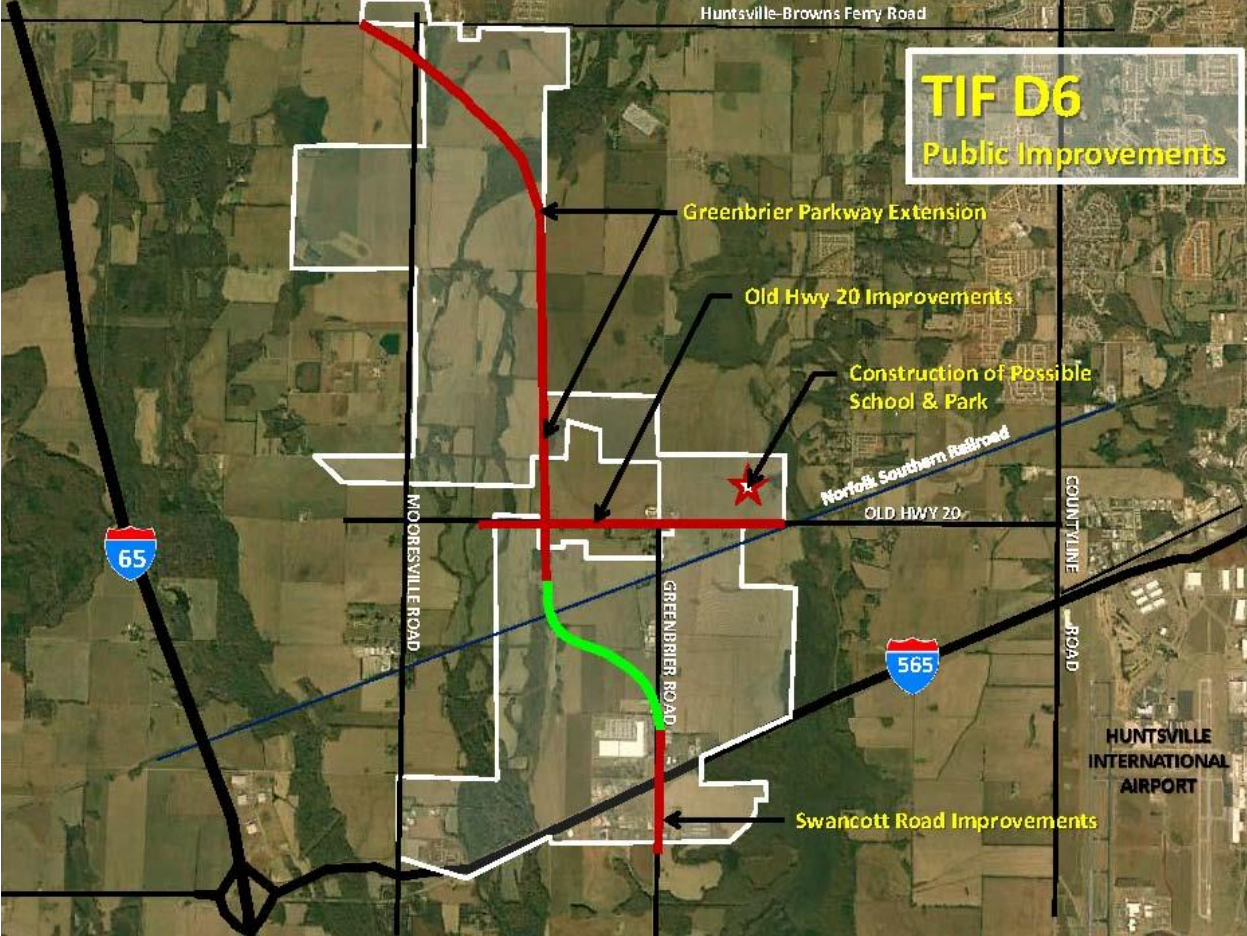 Huntsville-Browns Ferry Road
TIF D6
Public Improvements
Greenbrier Parkway Extension
Old Hwy 20 Improvements
Construction of Possible
School & Park
Norfolk Southern Railroad
OLD HWY 20
MOORESVILLE ROAD
COUNTYLINE ROAD
65
GREENBRIER ROAD
565
HUNTSVILLE
INTERNATIONAL
AIRPORT
Swancott Road Improvements